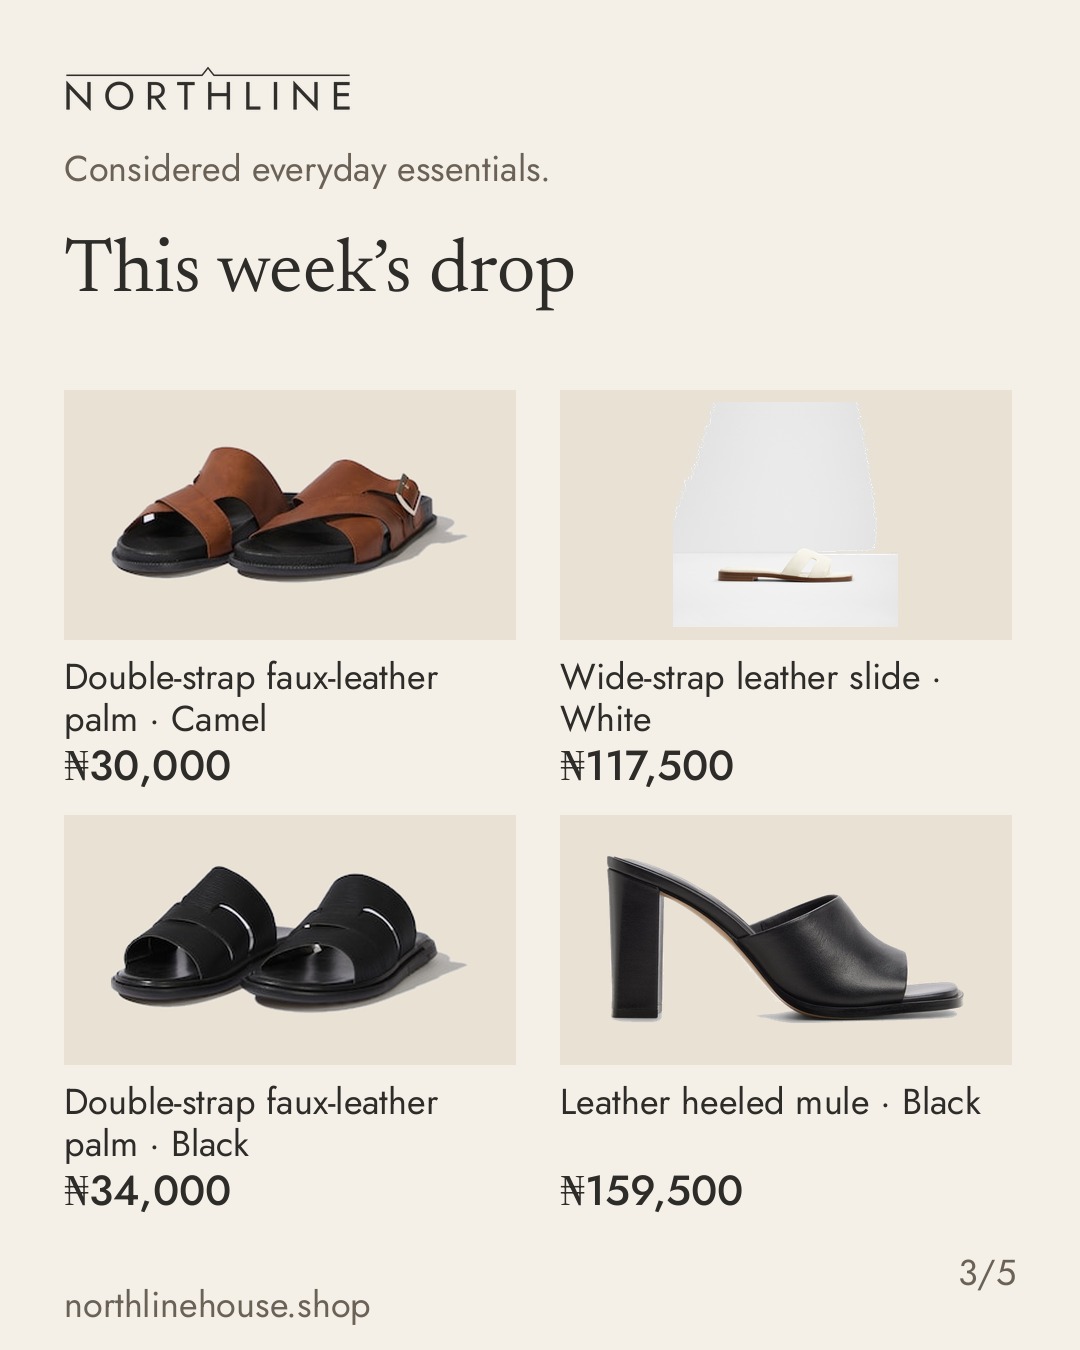 NORTHLINE
Considered everyday essentials.
This week’s drop
Double-strap faux-leather
palm · Camel
₦30,000
Wide-strap leather slide ·
White
₦117,500
Double-strap faux-leather
palm · Black
₦34,000
Leather heeled mule · Black
₦159,500
3/5
northlinehouse.shop